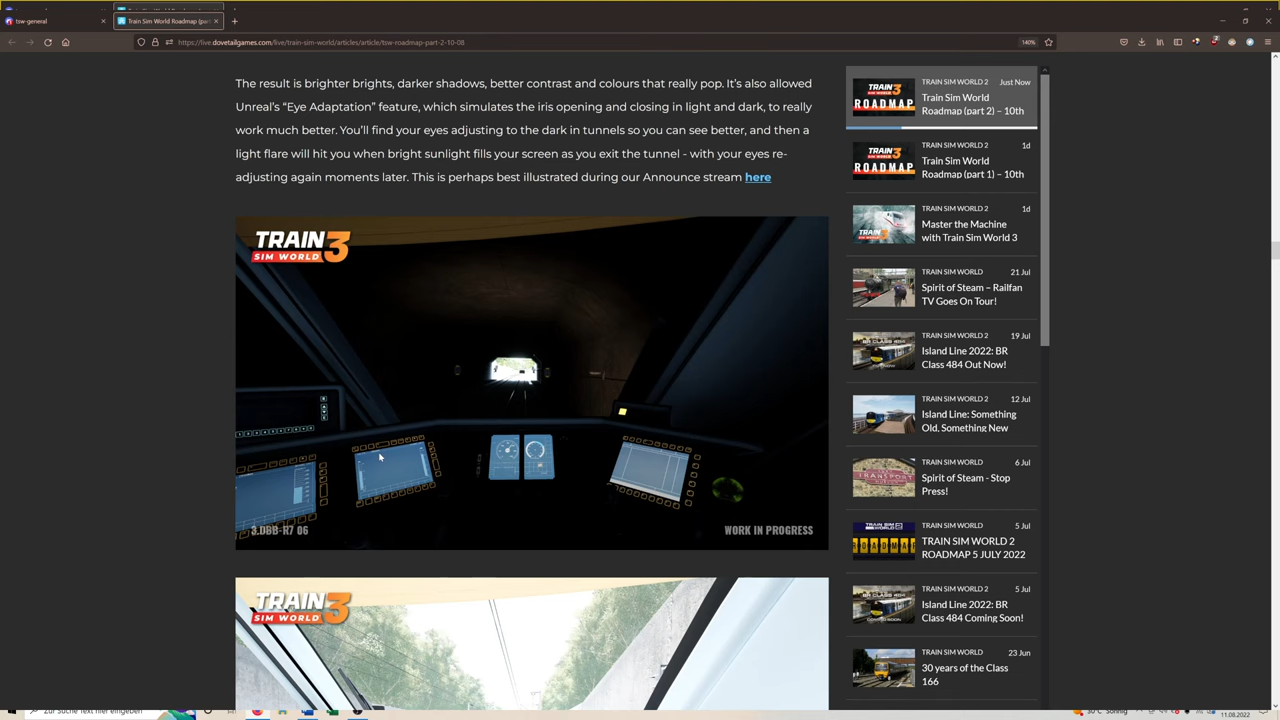 tsw-general
Train Sim World Roadmap (par
https://live.dovetailgames.com/live/train-sim-world/articles/article/tsw-roadmap-part-2-10-08
140%
The result is brighter brights, darker shadows, better contrast and colours that really pop. It's also allowed
Unreal's "Eye Adaptation" feature, which simulates the iris opening and closing in light and dark, to really
work much better. You'll find your eyes adjusting to the dark in tunnels so you can see better, and then a
light flare will hit you when bright sunlight fills your screen as you exit the tunnel - with your eyes re-
adjusting again moments later. This is perhaps best illustrated during our Announce stream here
TRAIN 3
SIM WORLD
3.DBB-R7 06
WORK IN PROGRESS
TRAIN 3
SIM WORLD
TRAIN SIM WORLD 2
Just Now
Train Sim World
Roadmap (part 2) – 10th
TRAIN SIM WORLD 2
1d
Train Sim World
Roadmap (part 1) – 10th
TRAIN SIM WORLD 2
1d
Master the Machine
with Train Sim World 3
TRAIN SIM WORLD
21 Jul
Spirit of Steam – Railfan
TV Goes On Tour!
TRAIN SIM WORLD 2
19 Jul
Island Line 2022: BR
Class 484 Out Now!
TRAIN SIM WORLD 2
12 Jul
Island Line: Something
Old, Something New
TRAIN SIM WORLD 2
6 Jul
Spirit of Steam - Stop
Press!
TRAIN SIM WORLD 2
5 Jul
TRAIN SIM WORLD 2
ROADMAP 5 JULY 2022
TRAIN SIM WORLD 2
5 Jul
Island Line 2022: BR
Class 484 Coming Soon!
TRAIN SIM WORLD
23 Jun
30 years of the Class
166
ROADMAP
ROADMAP
Zur Suche Text hier eingeben
30°C Sonnig
11.08.2022